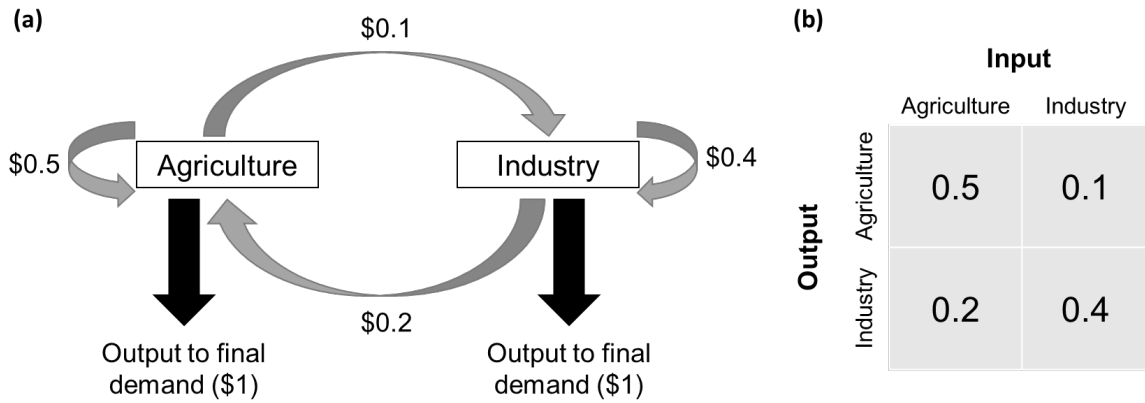 (a)
$0.1
$0.5
Agriculture
Industry
$0.4
$0.2
Output to final
demand ($1)
Output to final
demand ($1)
(b)
Input
Agriculture Industry
Output
Agriculture
0.5 0.1
Industry
0.2 0.4